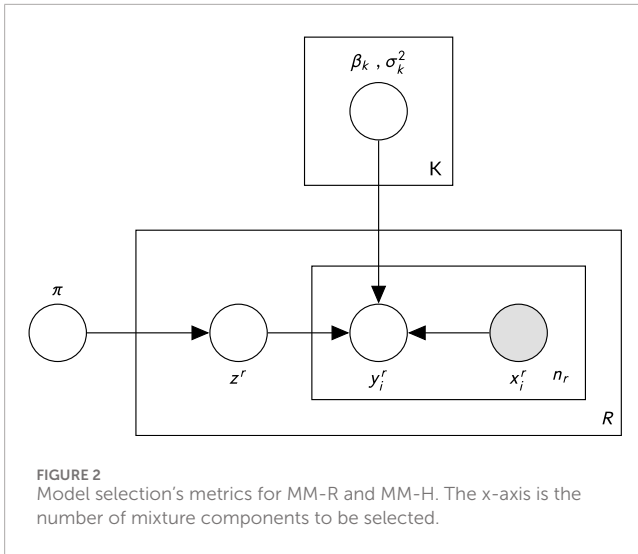 β_k , σ_k^2
K
π
z^r
y_i^r
x_i^r
n_r
R
FIGURE 2
Model selection's metrics for MM-R and MM-H. The x-axis is the
number of mixture components to be selected.